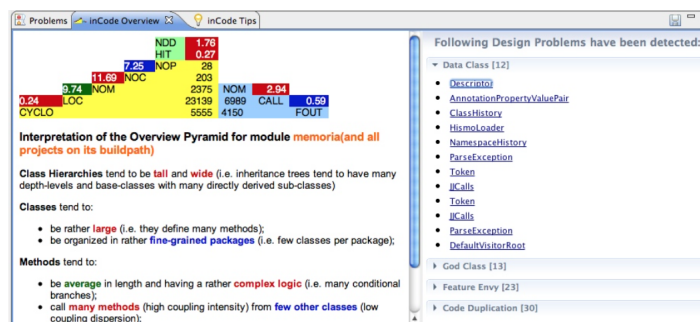 Problems inCode Overview inCode Tips
NDD 1.76
HIT 0.27
7.25 NOP 28
11.69 NOC 203
9.74 NOM 2375 NOM 2.94
0.24 LOC 23139 6989 CALL 0.59
CYCLO 5555 4150 FOUT
Interpretation of the Overview Pyramid for module memoria(and all
projects on its buildpath)
Class Hierarchies tend to be tall and wide (i.e. inheritance trees tend to have many
depth-levels and base-classes with many directly derived sub-classes)
Classes tend to:
• be rather large (i.e. they define many methods);
• be organized in rather fine-grained packages (i.e. few classes per package);
Methods tend to:
• be average in length and having a rather complex logic (i.e. many conditional
branches);
• call many methods (high coupling intensity) from few other classes (low
coupling dispersion);
Following Design Problems have been detected:
Data Class [12]
• Descriptor
• AnnotationPropertyValuePair
• ClassHistory
• HismoLoader
• NamespaceHistory
• ParseException
• Token
• JJCalls
• Token
• JJCalls
• ParseException
• DefaultVisitorRoot
God Class [13]
Feature Envy [23]
Code Duplication [30]